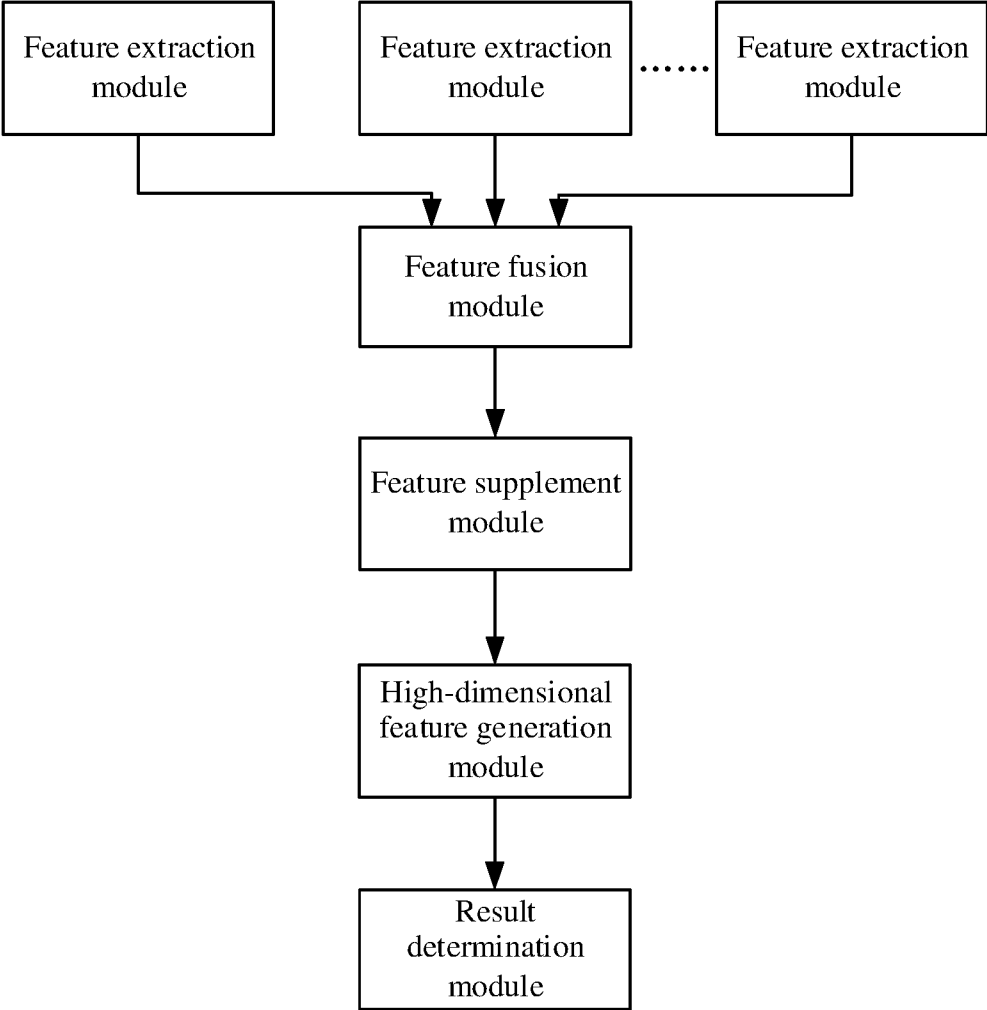 Feature extraction
module
Feature extraction
module
......
Feature extraction
module
Feature fusion
module
Feature supplement
module
High-dimensional
feature generation
module
Result
determination
module